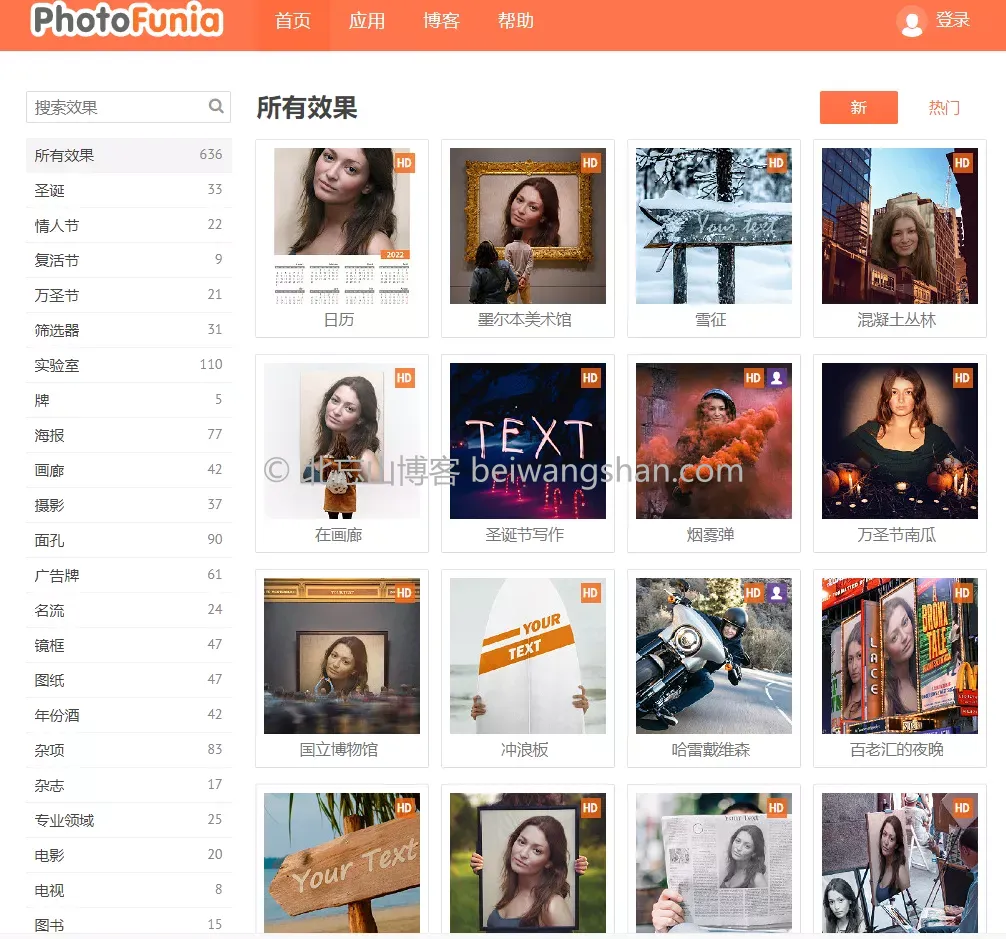 PhotoFunia
首页 应用 博客 帮助
登录
搜索效果
所有效果 636
圣诞 33
情人节 22
复活节 9
万圣节 21
筛选器 31
实验室 110
牌 5
海报 77
画廊 42
摄影 37
面孔 90
广告牌 61
名流 24
镜框 47
图纸 47
年份酒 42
杂项 83
杂志 17
专业领域 25
电影 20
电视 8
图书 15
所有效果
新 热门
HD HD HD HD
2022
Your text
日历 墨尔本美术馆 雪征 混凝土丛林
HD HD HD HD
TEXT
© 北京山博客 beiwangshan.com
在画廊 圣诞节写作 烟雾弹 万圣节南瓜
HD HD HD HD
YOUR
TEXT
LACE
A
BRONX
TALE
国立博物馆 冲浪板 哈雷戴维森 百老汇的夜晚
HD HD HD HD
Your Text
Your Text